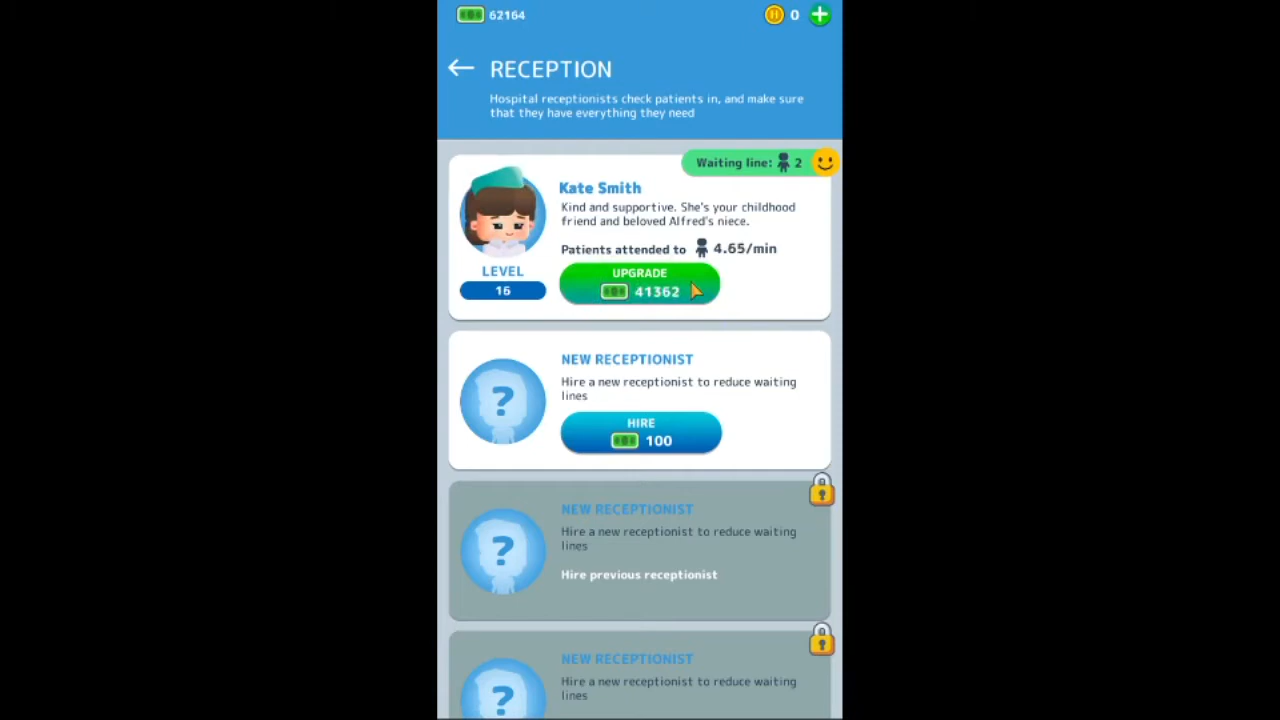 62164
0
RECEPTION
Hospital receptionists check patients in, and make sure
that they have everything they need
Waiting line: 2
Kate Smith
Kind and supportive. She's your childhood
friend and beloved Alfred's niece.
Patients attended to 4.65/min
LEVEL
16
UPGRADE
41362
NEW RECEPTIONIST
Hire a new receptionist to reduce waiting
lines
?
HIRE
100
NEW RECEPTIONIST
Hire a new receptionist to reduce waiting
lines
?
Hire previous receptionist
NEW RECEPTIONIST
Hire a new receptionist to reduce waiting
lines
?